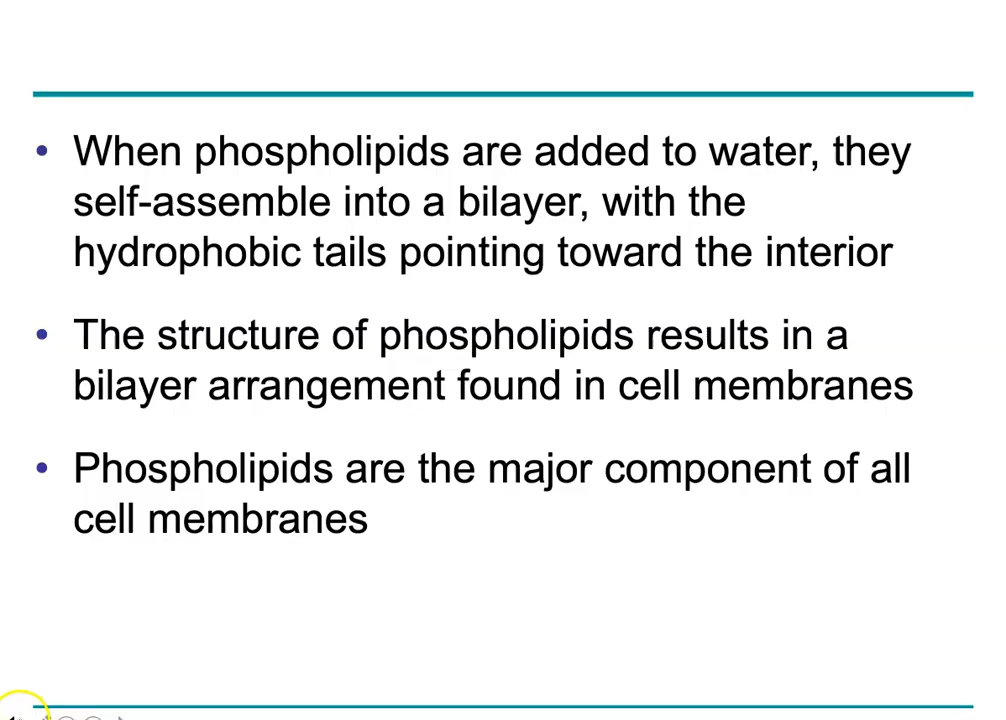 • When phospholipids are added to water, they
self-assemble into a bilayer, with the
hydrophobic tails pointing toward the interior
• The structure of phospholipids results in a
bilayer arrangement found in cell membranes
• Phospholipids are the major component of all
cell membranes